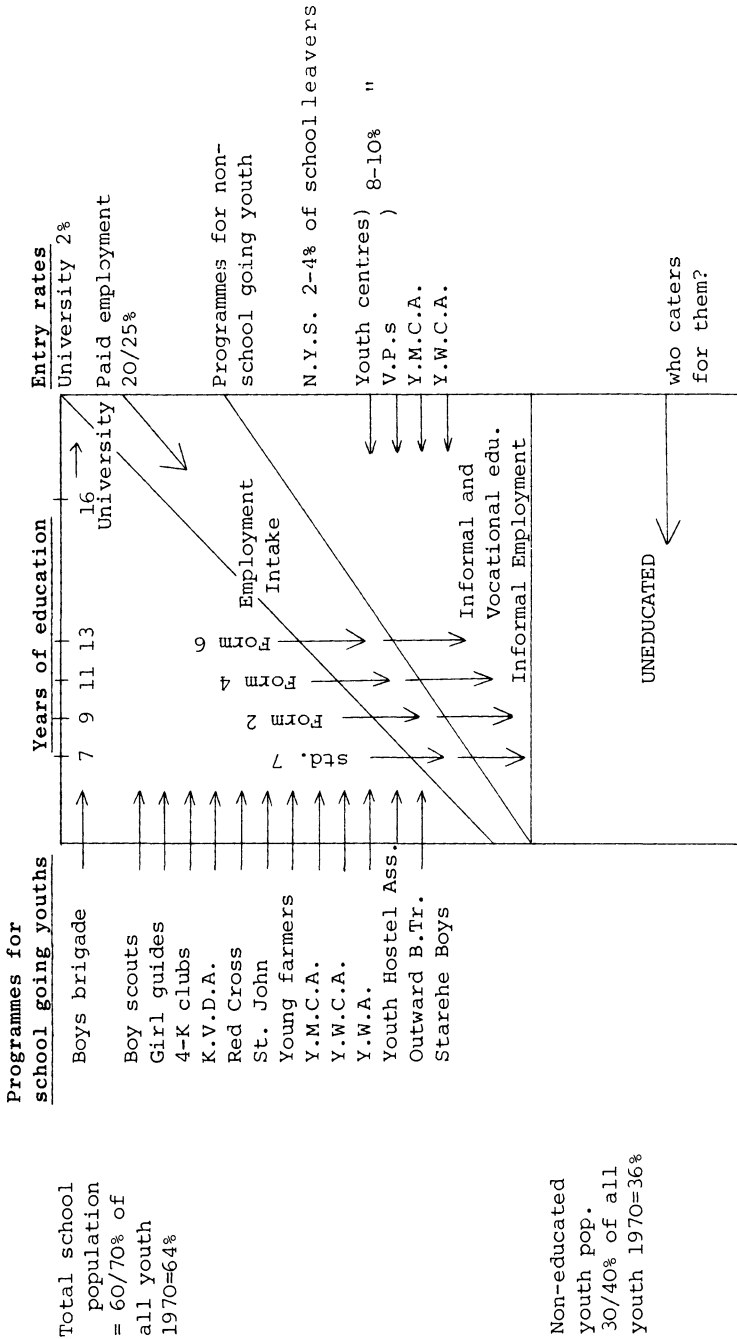 Total school
population
= 60/70% of
all youth
1970=64%
Non-educated
youth pop.
30/40% of all
youth 1970=36%
Programmes for
school going youths
Boys brigade
Boy scouts
Girl guides
4-K clubs
K.V.D.A.
Red Cross
St. John
Young farmers
Y.M.C.A.
Y.W.C.A.
Y.W.A.
Youth Hostel Ass.
Outward B.Tr.
Starehe Boys
Years of education
7 9 11 13 16
University
std. 7
Form 2
Form 4
Form 6
Employment
Intake
Informal and
Vocational edu.
Informal Employment
UNEDUCATED
Entry rates
University 2%
Paid employment
20/25%
Programmes for non-
school going youth
N.Y.S. 2-4% of school leavers
Youth centres) 8-10% "
V.P.s )
Y.M.C.A.
Y.W.C.A.
who caters
for them?